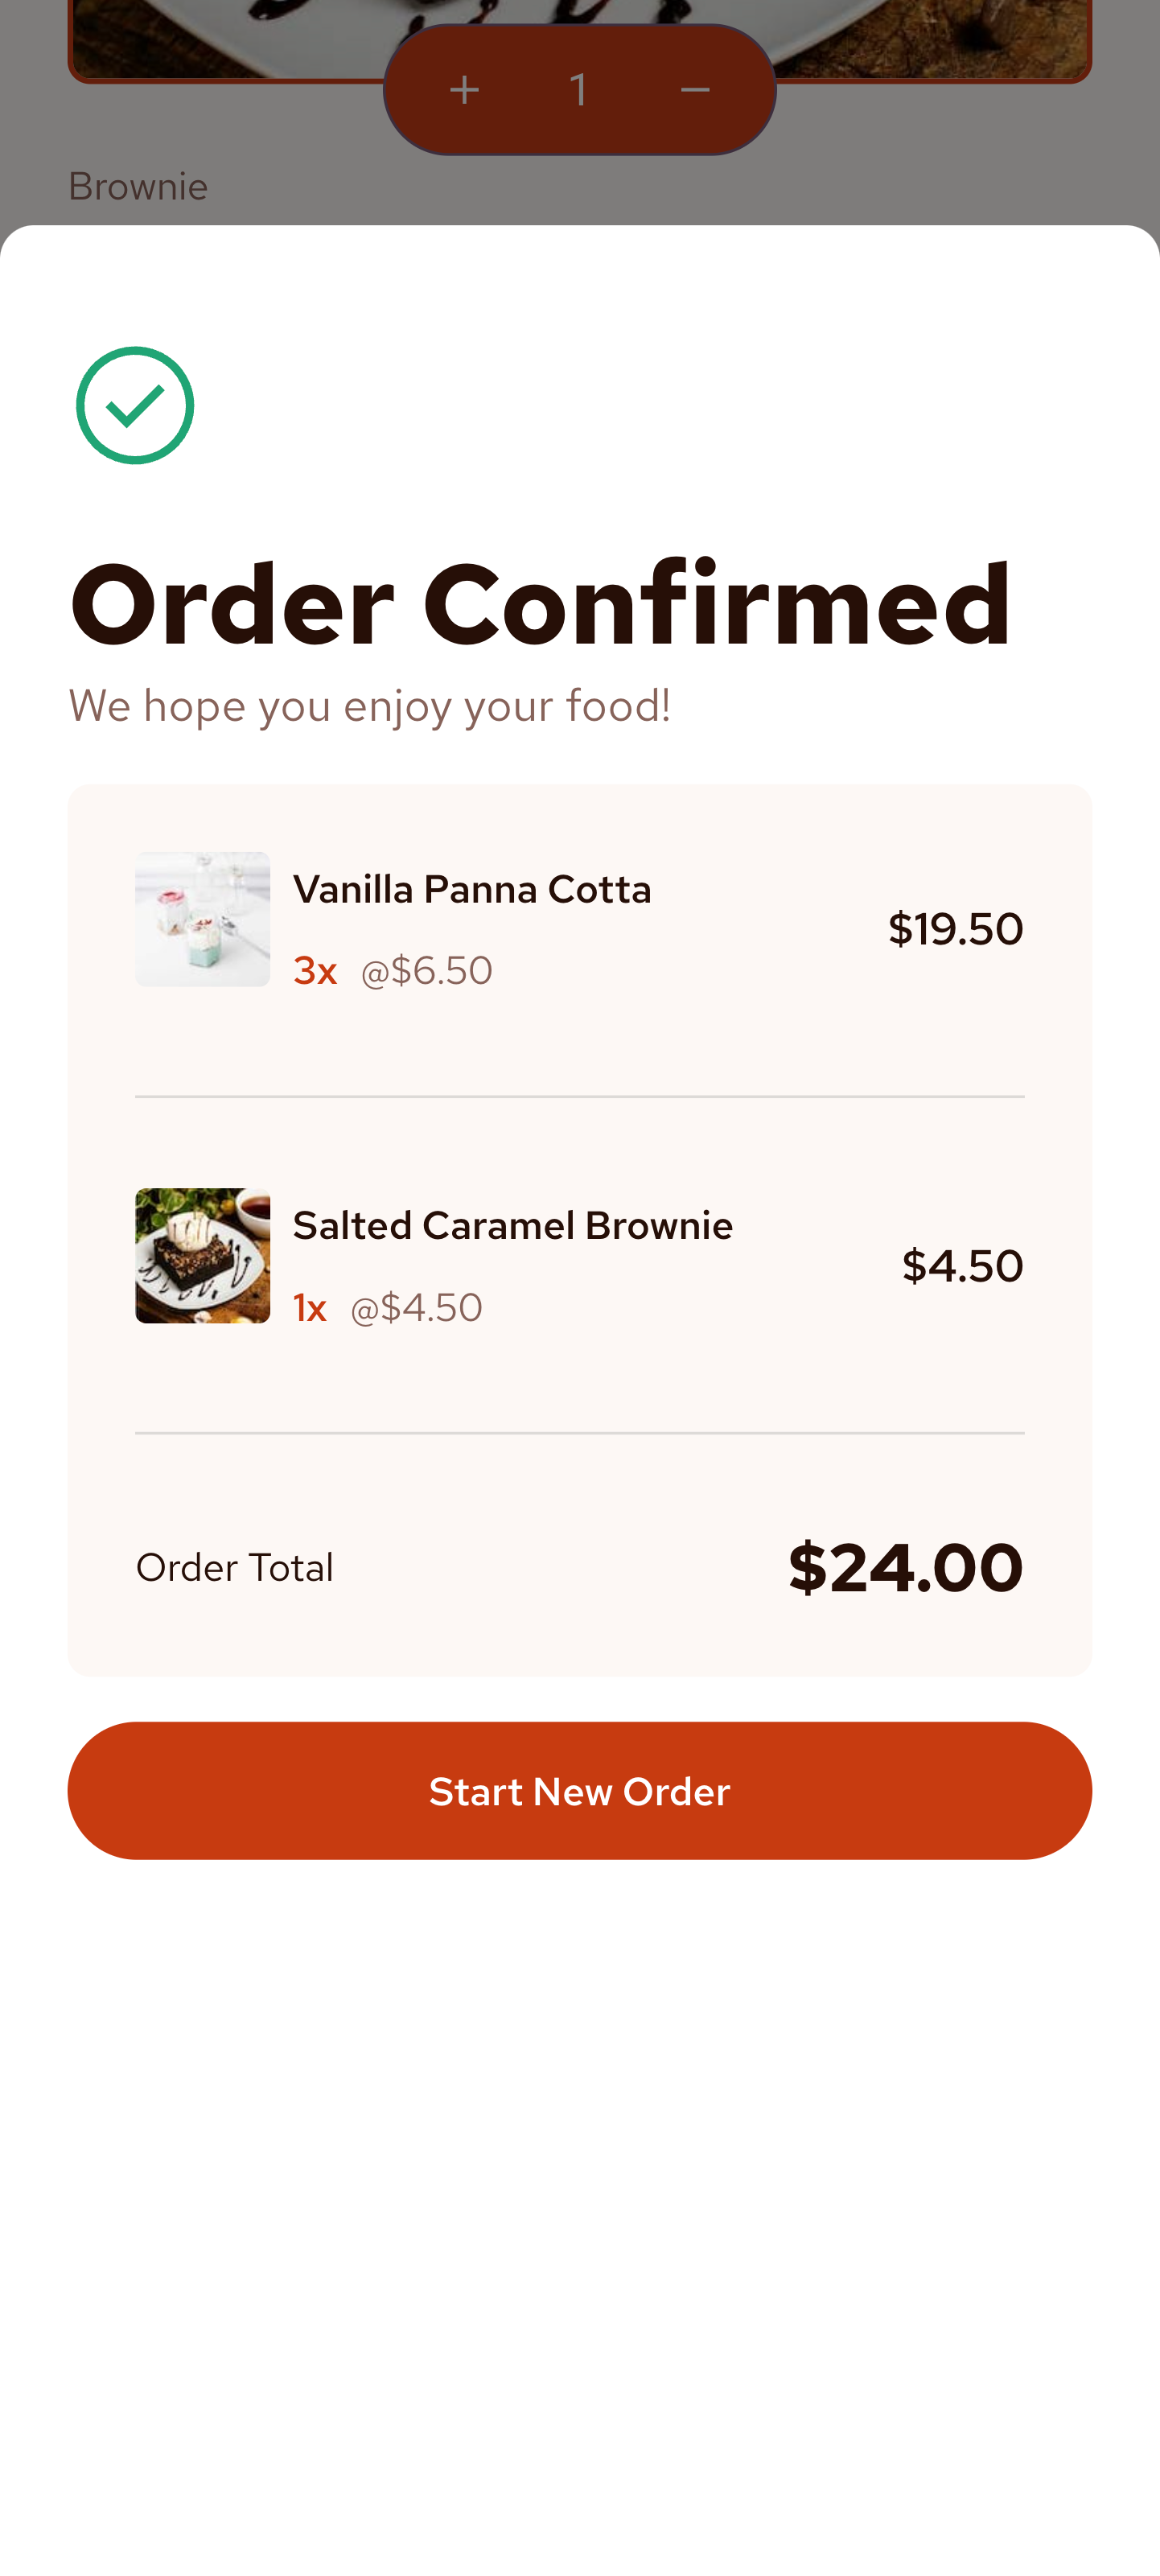 + 1 −
Brownie
Order Confirmed
We hope you enjoy your food!
Vanilla Panna Cotta
3x @$6.50
$19.50
Salted Caramel Brownie
1x @$4.50
$4.50
Order Total
$24.00
Start New Order